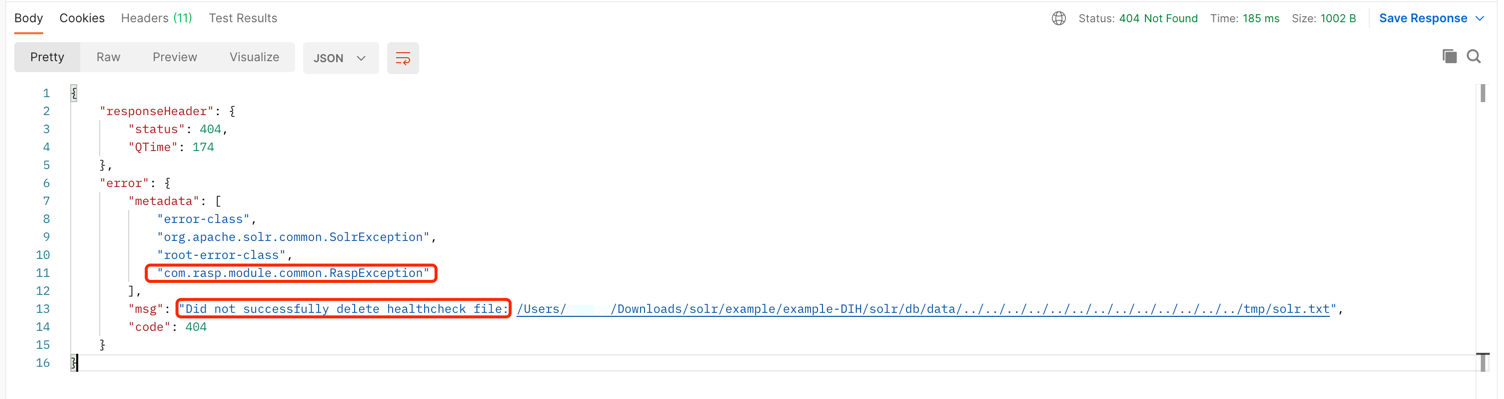 Body Cookies Headers (11) Test Results Status: 404 Not Found Time: 185 ms Size: 1002 B Save Response
Pretty Raw Preview Visualize JSON
1 {
2 "responseHeader": {
3 "status": 404,
4 "QTime": 174
5 },
6 "error": {
7 "metadata": [
8 "error-class",
9 "org.apache.solr.common.SolrException",
10 "root-error-class",
11 "com.rasp.module.common.RaspException"
12 ],
13 "msg": "Did not successfully delete healthcheck file: /Users/ /Downloads/solr/example/example-DIH/solr/db/data/../../../../../../../../../../../../../tmp/solr.txt",
14 "code": 404
15 }
16 }